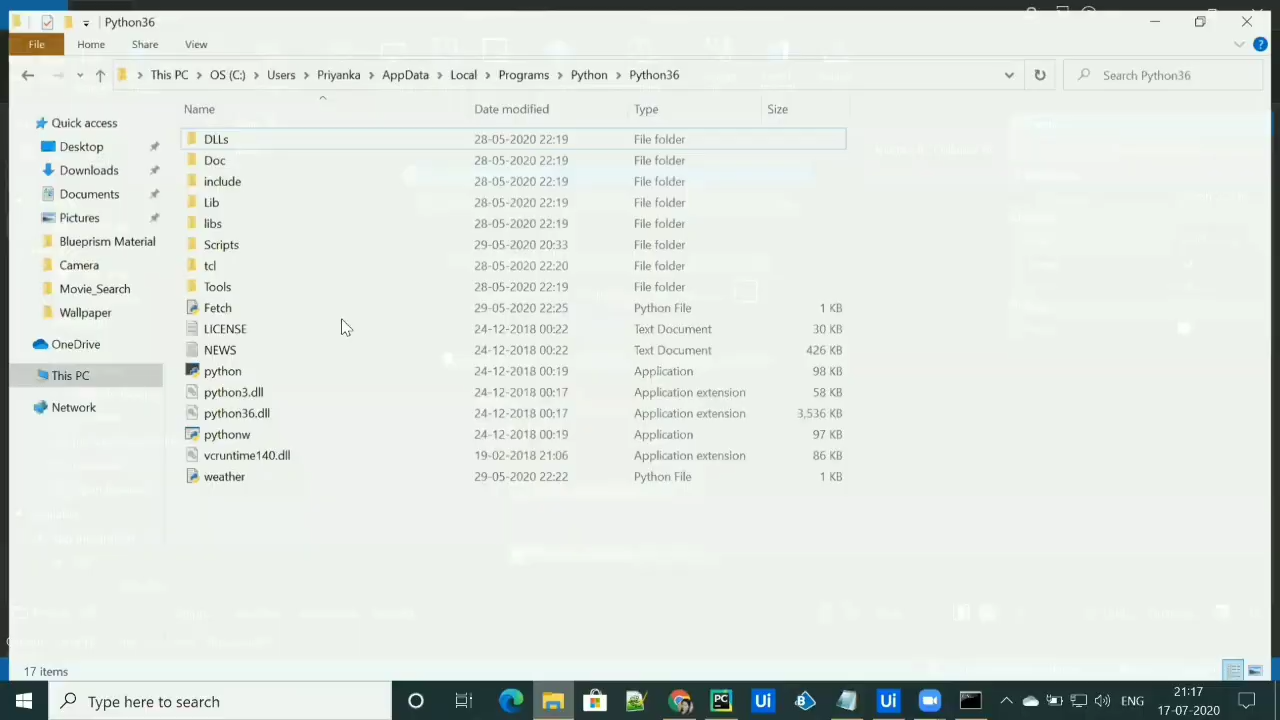 Python36
File Home Share View
This PC OS (C:) Users Priyanka AppData Local Programs Python Python36 Search Python36
Name Date modified Type Size
Quick access
Desktop
Downloads
Documents
Pictures
Blueprism Material
Camera
Movie_Search
Wallpaper
OneDrive
This PC
Network
DLLs 28-05-2020 22:19 File folder
Doc 28-05-2020 22:19 File folder
include 28-05-2020 22:19 File folder
Lib 28-05-2020 22:19 File folder
libs 28-05-2020 22:19 File folder
Scripts 29-05-2020 20:33 File folder
tcl 28-05-2020 22:20 File folder
Tools 28-05-2020 22:19 File folder
Fetch 29-05-2020 22:25 Python File 1 KB
LICENSE 24-12-2018 00:22 Text Document 30 KB
NEWS 24-12-2018 00:22 Text Document 426 KB
python 24-12-2018 00:19 Application 98 KB
python3.dll 24-12-2018 00:17 Application extension 58 KB
python36.dll 24-12-2018 00:17 Application extension 3,536 KB
pythonw 24-12-2018 00:19 Application 97 KB
vcruntime140.dll 19-02-2018 21:06 Application extension 86 KB
weather 29-05-2020 22:22 Python File 1 KB
17 items
Type here to search
PC
Ui
Ui
ENG
21:17
17-07-2020